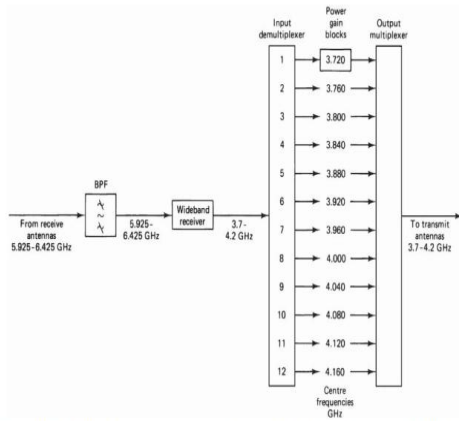 Power
gain
blocks
Input
demultiplexer
Output
multiplexer
1
3.720
2
3.760
3
3.800
4
3.840
5
3.880
6
3.920
7
3.960
8
4.000
9
4.040
10
4.080
11
4.120
12
4.160
BPF
From receive
antennas
5.925-6.425 GHz
5.925-
6.425 GHz
Wideband
receiver
3.7-
4.2 GHz
To transmit
antennas
3.7-4.2 GHz
Centre
frequencies
GHz